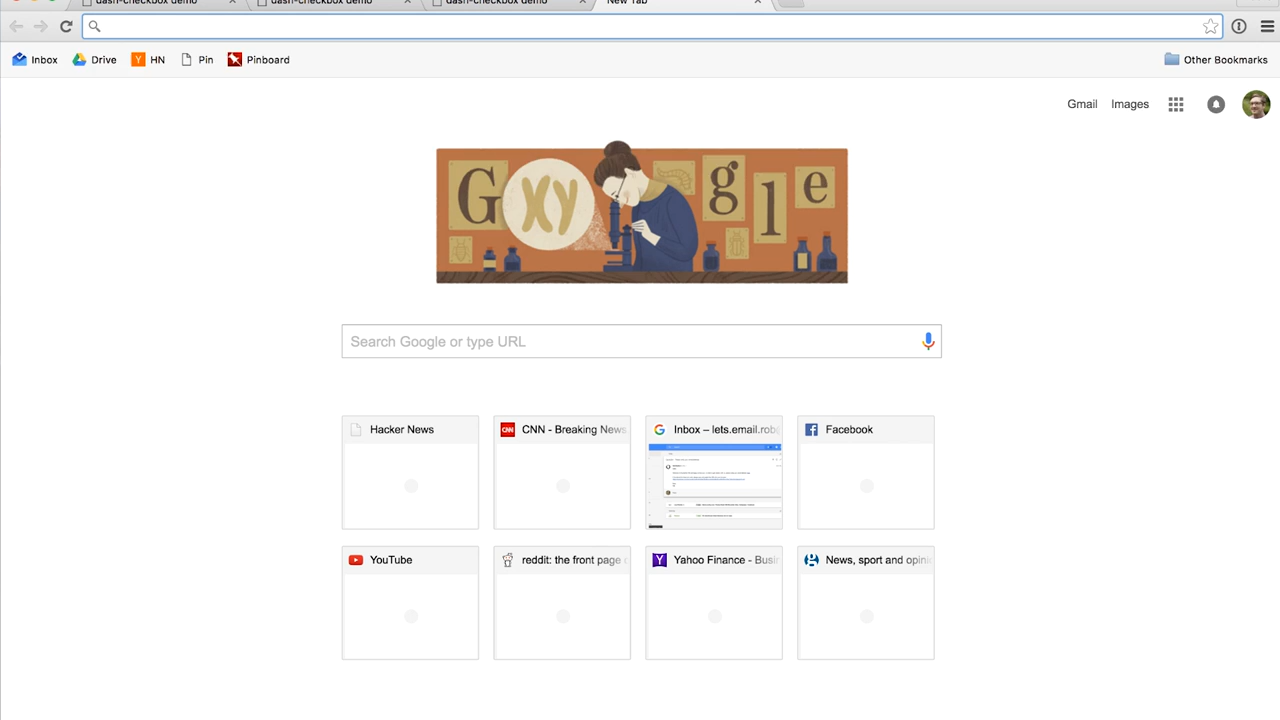 dash-checkbox demo
dash-checkbox demo
dash-checkbox demo
New Tab
Inbox
Drive
Y HN
Pin
Pinboard
Other Bookmarks
Gmail
Images
G XY g l e
Search Google or type URL
Hacker News
CNN CNN - Breaking News
Inbox – lets.email.rob
Facebook
YouTube
reddit: the front page
Y Yahoo Finance - Busi
News, sport and opini